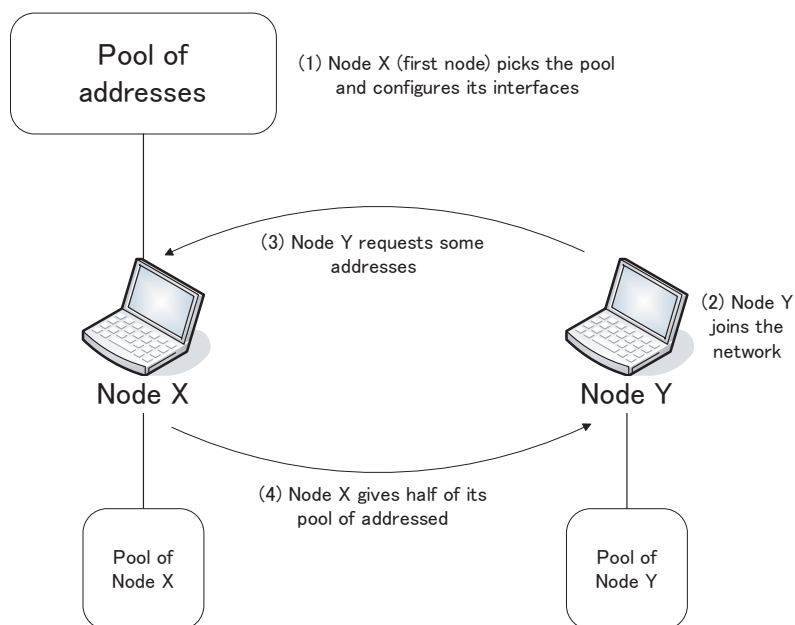 Pool of
addresses
(1) Node X (first node) picks the pool
and configures its interfaces
(3) Node Y requests some
addresses
(2) Node Y
joins the
network
Node X
Node Y
(4) Node X gives half of its
pool of addressed
Pool of
Node X
Pool of
Node Y